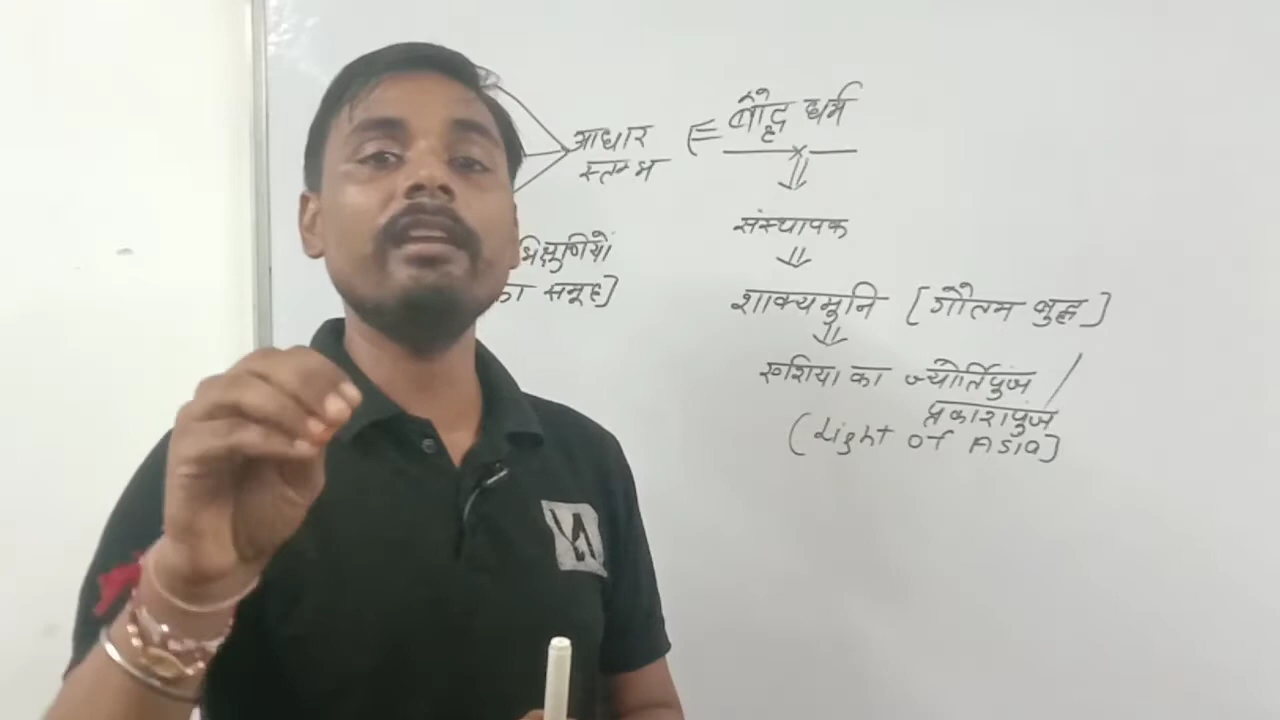 बौद्ध धर्म
आधार
स्तम्भ
संस्थापक
भिक्षुणियों
का समूह]
शाक्यमुनि [गौतम बुद्ध]
एशिया का ज्योर्तिपुंज /
प्रकाशपुंज
(Light of Asia]